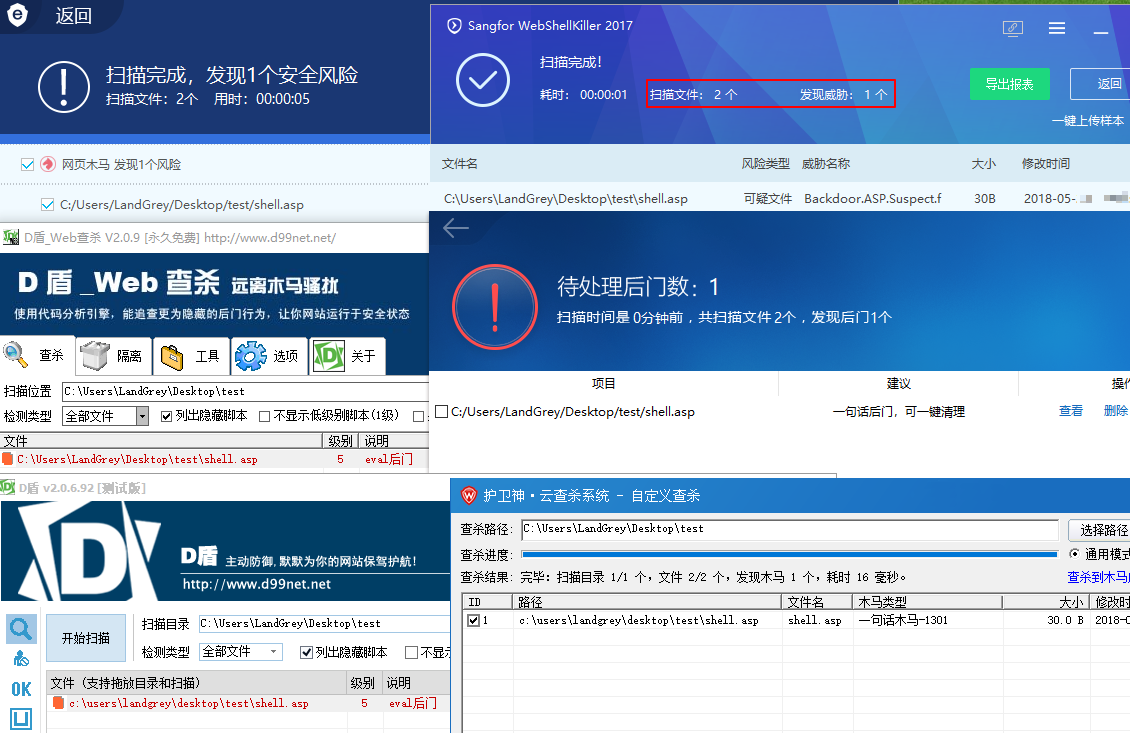 返回
扫描完成，发现1个安全风险
扫描文件：2个 用时：00:00:05
网页木马 发现1个风险
C:/Users/LandGrey/Desktop/test/shell.asp
Sangfor WebShellKiller 2017
扫描完成!
耗时： 00:00:01 扫描文件： 2 个 发现威胁： 1 个
导出报表
返回
一键上传样本
文件名 风险类型 威胁名称 大小 修改时间
C:\Users\LandGrey\Desktop\test\shell.asp 可疑文件 Backdoor.ASP.Suspect.f 30B 2018-05-
D盾_Web查杀 V2.0.9 [永久免费] http://www.d99net.net/
D 盾 _Web 查杀 远离木马骚扰
使用代码分析引擎，能追查更为隐藏的后门行为，让你网站运行于安全状态
查杀 隔离 工具 选项 关于
扫描位置 C:\Users\LandGrey\Desktop\test
检测类型 全部文件 列出隐藏脚本 不显示低级别脚本(1级)
文件 级别 说明
C:\Users\LandGrey\Desktop\test\shell.asp 5 eval后门
待处理后门数：1
扫描时间是 0分钟前，共扫描文件 2个，发现后门1个
项目 建议 操作
C:/Users/LandGrey/Desktop/test/shell.asp 一句话后门，可一键清理 查看 删除
D盾 v2.0.6.92 [测试版]
D盾 主动防御,默默为你的网站保驾护航!
http://www.d99net.net
开始扫描
扫描目录 C:\Users\LandGrey\Desktop\test
检测类型 全部文件 列出隐藏脚本 不显示
OK
文件（支持拖放目录和扫描） 级别 说明
c:\users\landgrey\desktop\test\shell.asp 5 eval后门
护卫神·云查杀系统 - 自定义查杀
查杀路径： C:\Users\LandGrey\Desktop\test 选择路径
查杀进度： 通用模式
查杀结果： 完毕：扫描目录 1/1 个，文件 2/2 个，发现木马 1 个，耗时 16 毫秒。 查杀到木马
ID 路径 文件名 木马类型 大小 修改时
1 c:\users\landgrey\desktop\test\shell.asp shell.asp 一句话木马-1301 30.0 B 2018-0